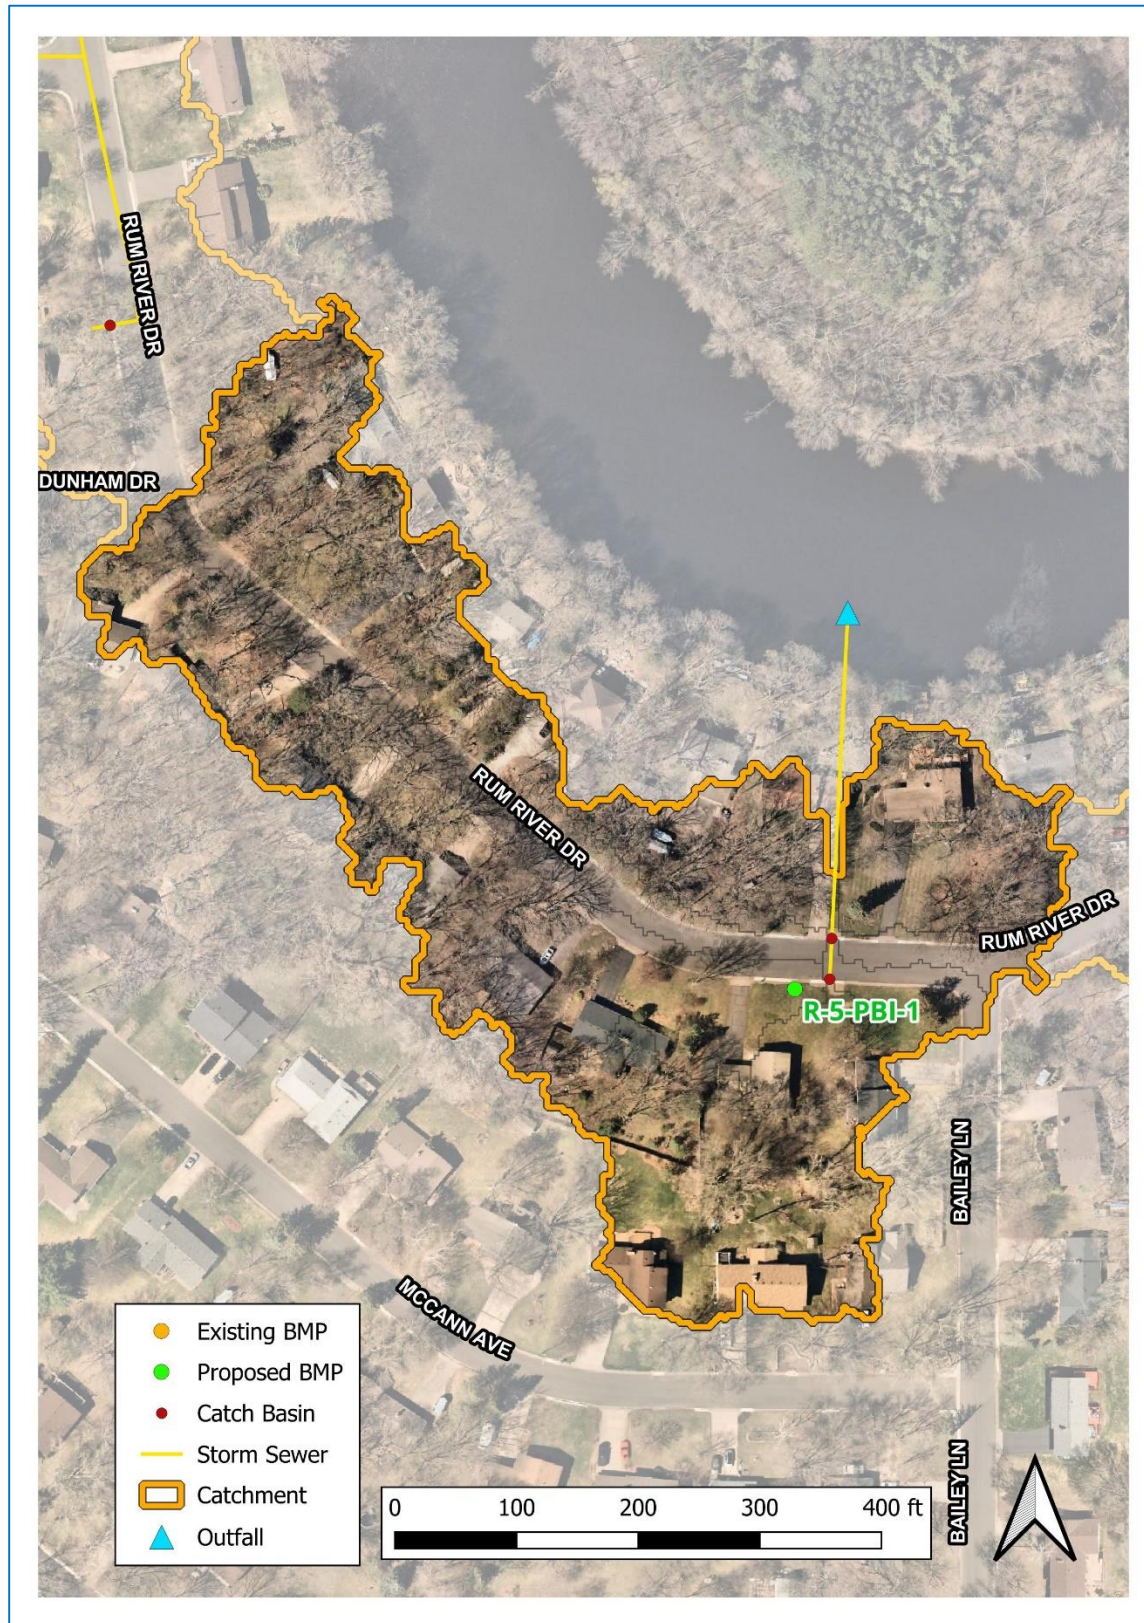 RUM RIVER DR
DUNHAM DR
RUM RIVER DR
RUM RIVER DR
R-5-PBI-1
BAILEY LN
MCCANN AVE
BAILEY LN
Existing BMP
Proposed BMP
Catch Basin
Storm Sewer
Catchment
Outfall
0 100 200 300 400 ft